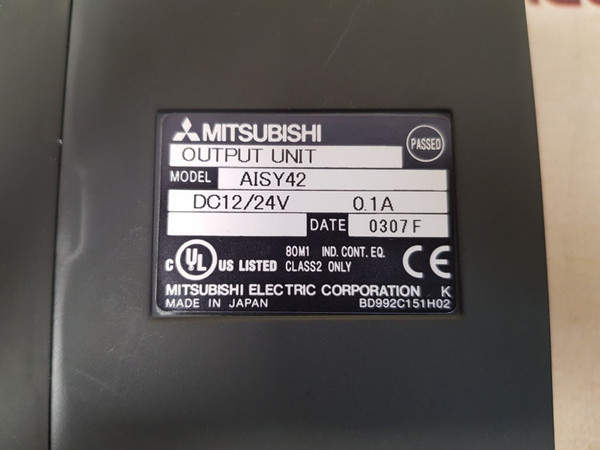 MITSUBISHI
PASSED
OUTPUT UNIT
MODEL AISY42
DC12/24V 0.1A
DATE 0307F
C UL US LISTED 80M1 IND. CONT. EQ. CLASS2 ONLY CE
MITSUBISHI ELECTRIC CORPORATION K
MADE IN JAPAN BD992C151H02